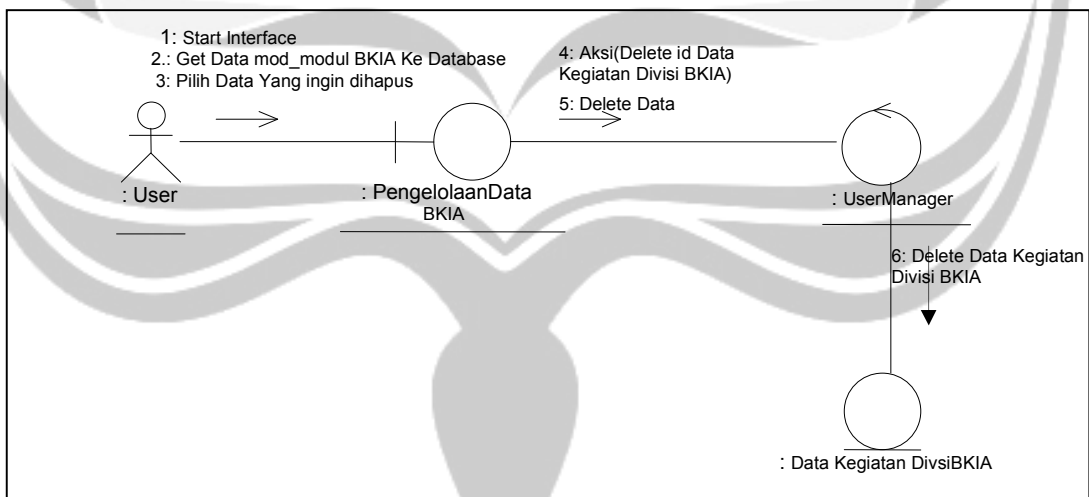 1: Start Interface
2.: Get Data mod_modul BKIA Ke Database
3: Pilih Data Yang ingin dihapus
4: Aksi(Delete id Data
Kegiatan Divisi BKIA)
5: Delete Data
: User
: PengelolaanData
BKIA
: UserManager
6: Delete Data Kegiatan
Divisi BKIA
: Data Kegiatan DivsiBKIA